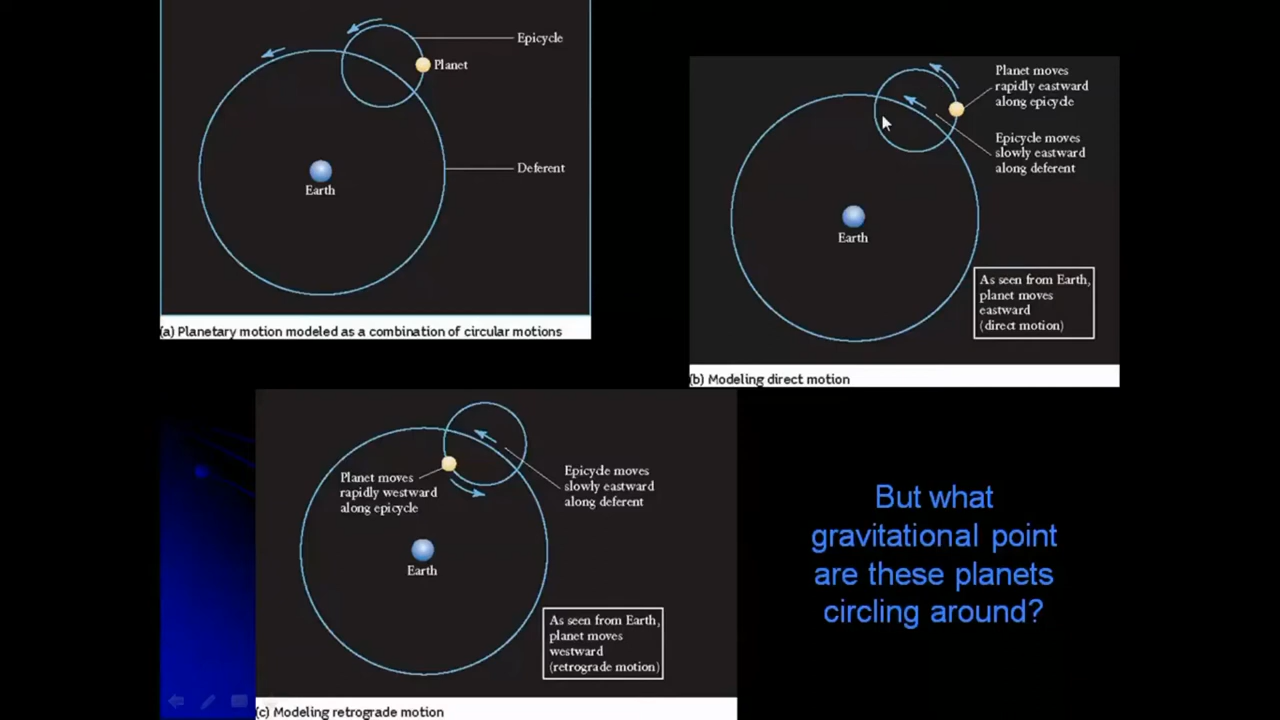 Epicycle
Planet
Deferent
Earth
(a) Planetary motion modeled as a combination of circular motions
Planet moves
rapidly eastward
along epicycle
Epicycle moves
slowly eastward
along deferent
Earth
As seen from Earth,
planet moves
eastward
(direct motion)
(b) Modeling direct motion
Planet moves
rapidly westward
along epicycle
Epicycle moves
slowly eastward
along deferent
Earth
As seen from Earth,
planet moves
westward
(retrograde motion)
(c) Modeling retrograde motion
But what
gravitational point
are these planets
circling around?